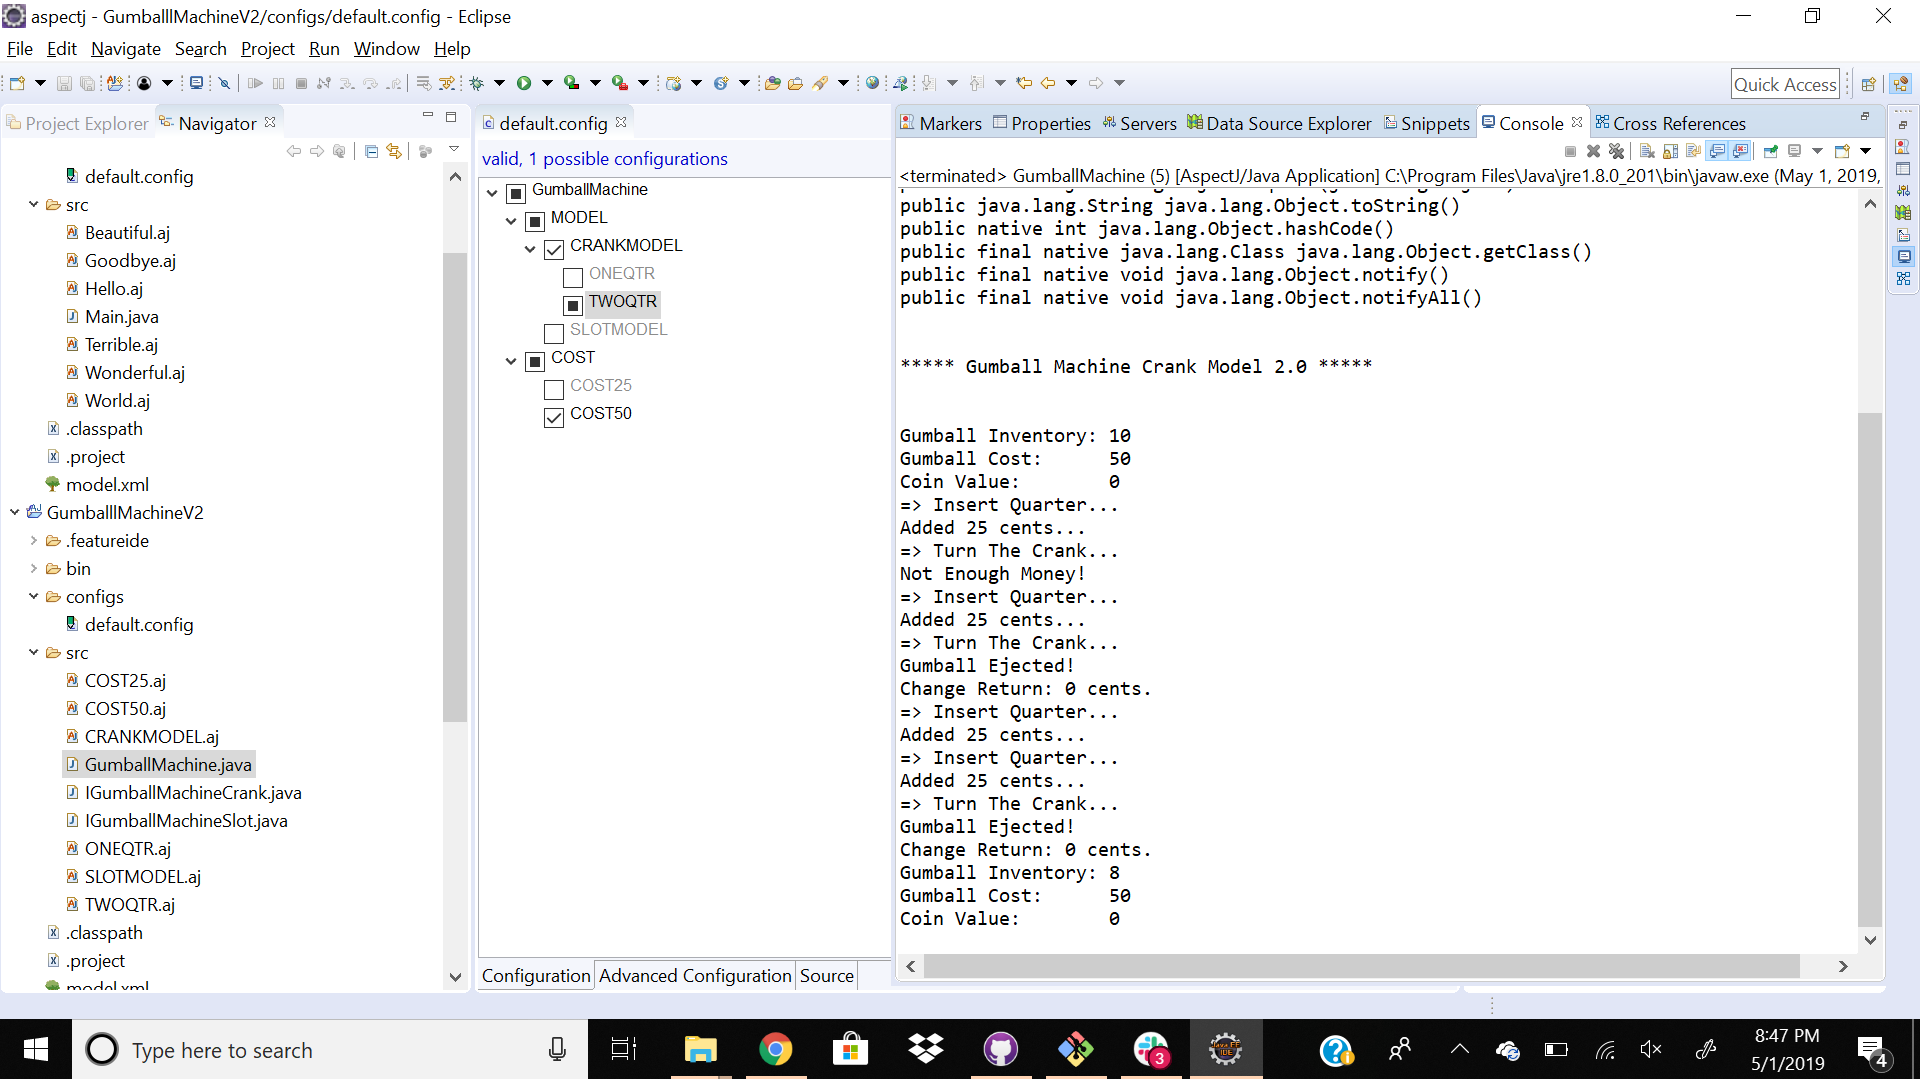 aspectj - GumballlMachineV2/configs/default.config - Eclipse
File Edit Navigate Search Project Run Window Help
Quick Access
Project Explorer
Navigator
default.config
src
Beautiful.aj
Goodbye.aj
Hello.aj
Main.java
Terrible.aj
Wonderful.aj
World.aj
.classpath
.project
model.xml
GumballlMachineV2
.featureide
bin
configs
default.config
src
COST25.aj
COST50.aj
CRANKMODEL.aj
GumballMachine.java
IGumballMachineCrank.java
IGumballMachineSlot.java
ONEQTR.aj
SLOTMODEL.aj
TWOQTR.aj
.classpath
.project
model.xml
default.config
valid, 1 possible configurations
GumballMachine
MODEL
CRANKMODEL
ONEQTR
TWOQTR
SLOTMODEL
COST
COST25
COST50
Configuration Advanced Configuration Source
Markers Properties Servers Data Source Explorer Snippets Console Cross References
<terminated> GumballMachine (5) [AspectJ/Java Application] C:\Program Files\Java\jre1.8.0_201\bin\javaw.exe (May 1, 2019,
public java.lang.String java.lang.Object.toString()
public native int java.lang.Object.hashCode()
public final native java.lang.Class java.lang.Object.getClass()
public final native void java.lang.Object.notify()
public final native void java.lang.Object.notifyAll()
***** Gumball Machine Crank Model 2.0 *****
Gumball Inventory: 10
Gumball Cost: 50
Coin Value: 0
=> Insert Quarter...
Added 25 cents...
=> Turn The Crank...
Not Enough Money!
=> Insert Quarter...
Added 25 cents...
=> Turn The Crank...
Gumball Ejected!
Change Return: 0 cents.
=> Insert Quarter...
Added 25 cents...
=> Insert Quarter...
Added 25 cents...
=> Turn The Crank...
Gumball Ejected!
Change Return: 0 cents.
Gumball Inventory: 8
Gumball Cost: 50
Coin Value: 0
Type here to search
3
Java EE
IDE
8:47 PM
5/1/2019
4